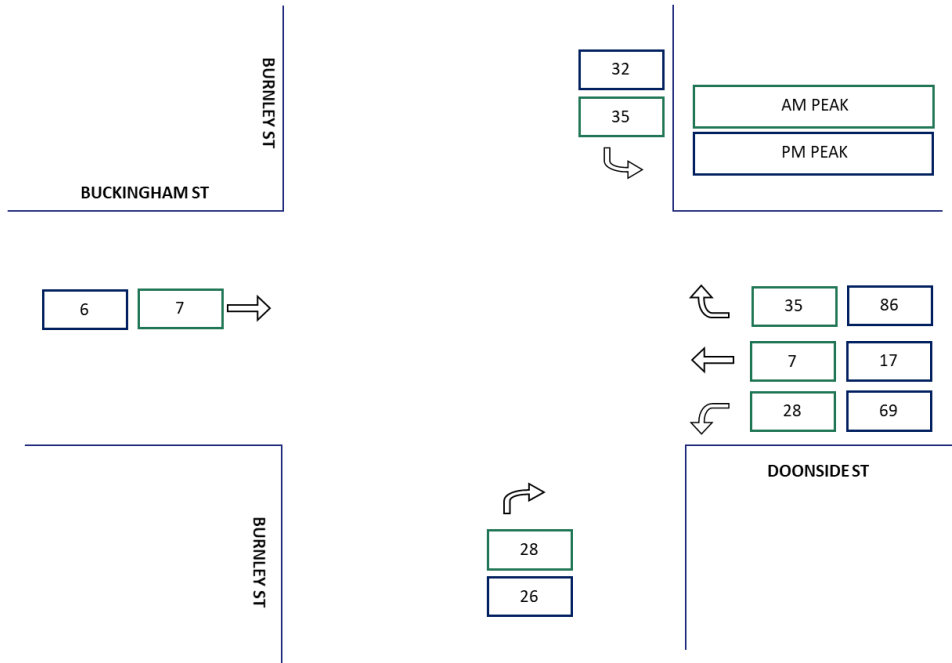 BURNLEY ST
BUCKINGHAM ST
32
35
AM PEAK
PM PEAK
6 7
35 86
7 17
28 69
DOONSIDE ST
BURNLEY ST
28
26